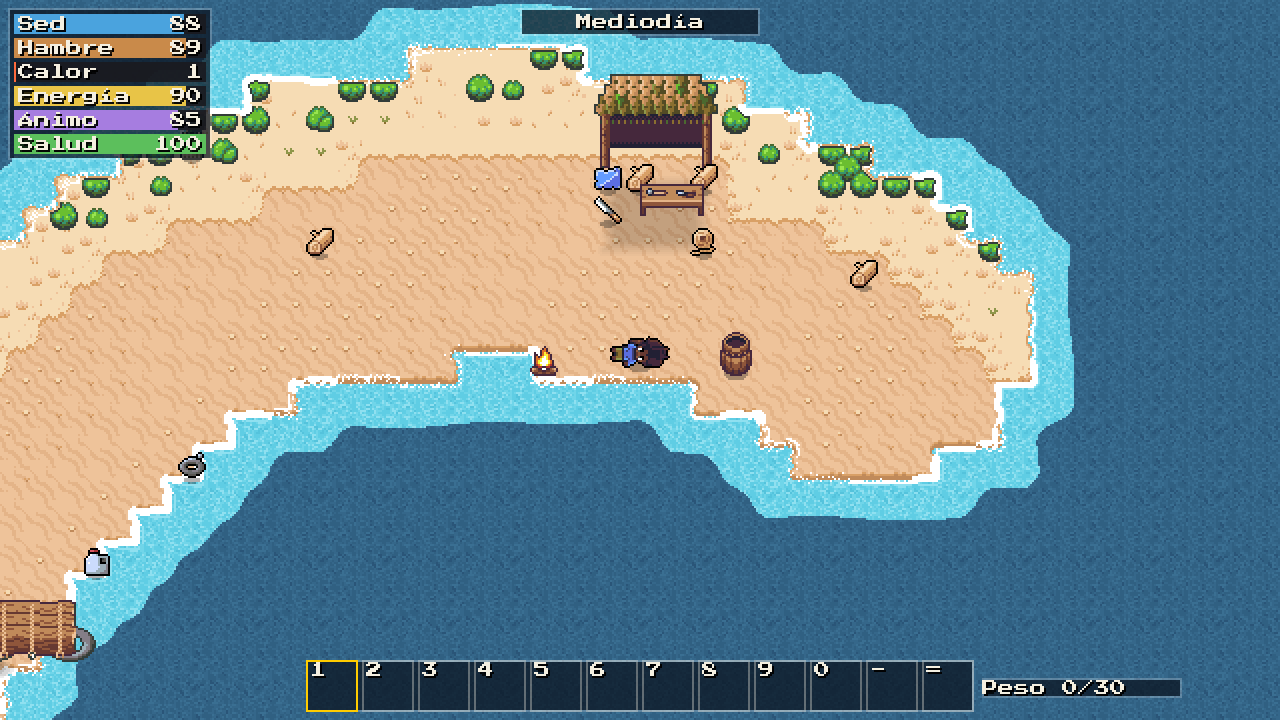 Sed 88
Hambre 89
Calor 1
Energía 90
Ánimo 85
Salud 100
Mediodía
1 2 3 4 5 6 7 8 9 0 - =
Peso 0/30